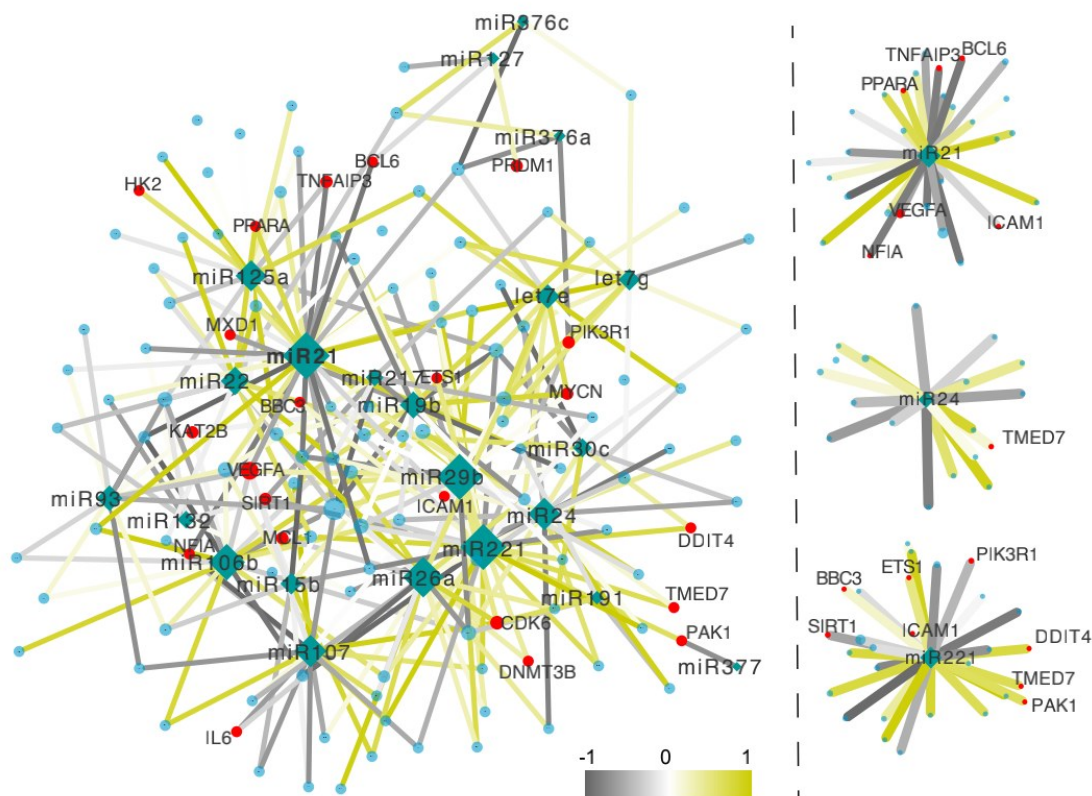 miR376c
miR127
miR376a
BCL6
PRDM1
TNFAIP3
HK2
PPARA
miR125a
let7g
let7e
MXD1
PIK3R1
miR21
miR22
miR217
ETS1
MYCN
BBC3
miR19b
KAT2B
miR30c
VEGFA
miR29b
miR93
SIRT1
ICAM1
miR24
miR132
MCL1
DDIT4
NFIA
miR221
miR106b
miR15b
miR26a
miR191
TMED7
CDK6
PAK1
miR107
DNMT3B
miR377
IL6
-1 0 1
TNFAIP3
BCL6
PPARA
miR21
VEGFA
ICAM1
NFIA
miR24
TMED7
ETS1
PIK3R1
BBC3
SIRT1
ICAM1
DDIT4
miR221
TMED7
PAK1